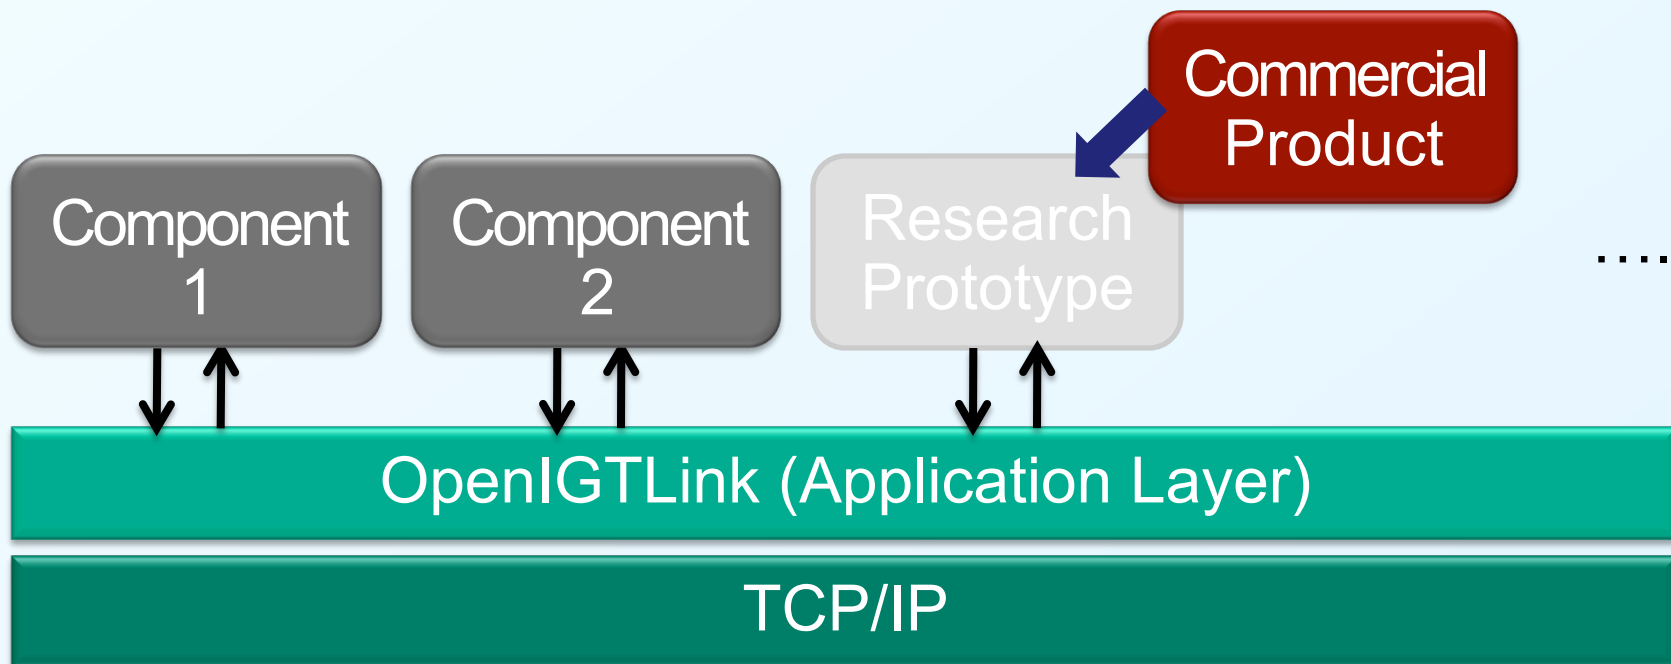 Commercial
Product
Component
1
Component
2
Research
Prototype
.....
OpenIGTLink (Application Layer)
TCP/IP